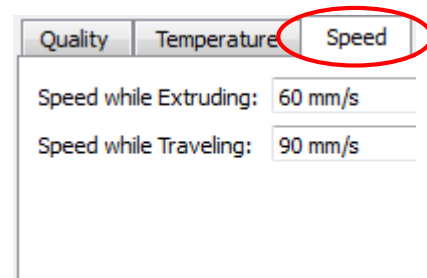 Quality Temperature Speed
Speed while Extruding: 60 mm/s
Speed while Traveling: 90 mm/s